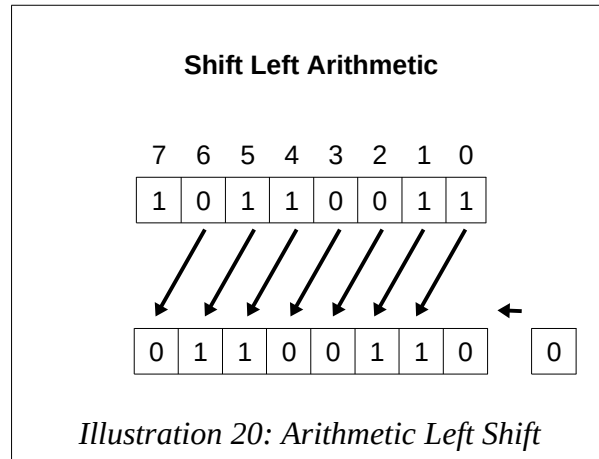 Shift Left Arithmetic
7 6 5 4 3 2 1 0
1 0 1 1 0 0 1 1
0 1 1 0 0 1 1 0 0
Illustration 20: Arithmetic Left Shift